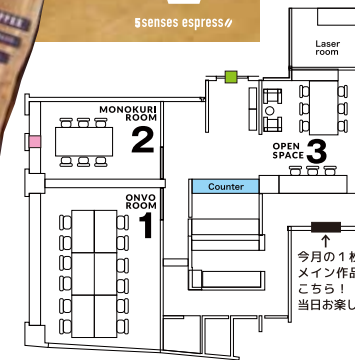 5senses espresso
Laser
room
MONOKURI
ROOM
2
OPEN
SPACE
3
Counter
ONVO
ROOM
1
今月の1枚
メイン作品
こちら!
当日お楽し